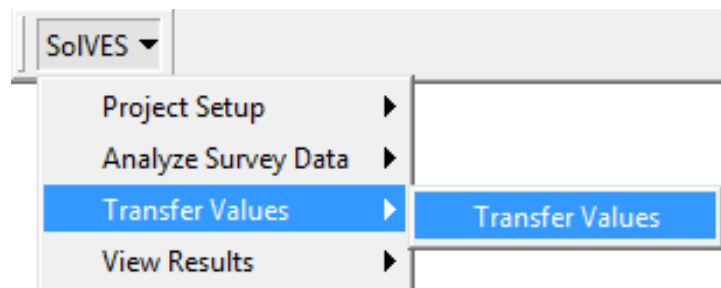 SolVES
Project Setup
Analyze Survey Data
Transfer Values
Transfer Values
View Results